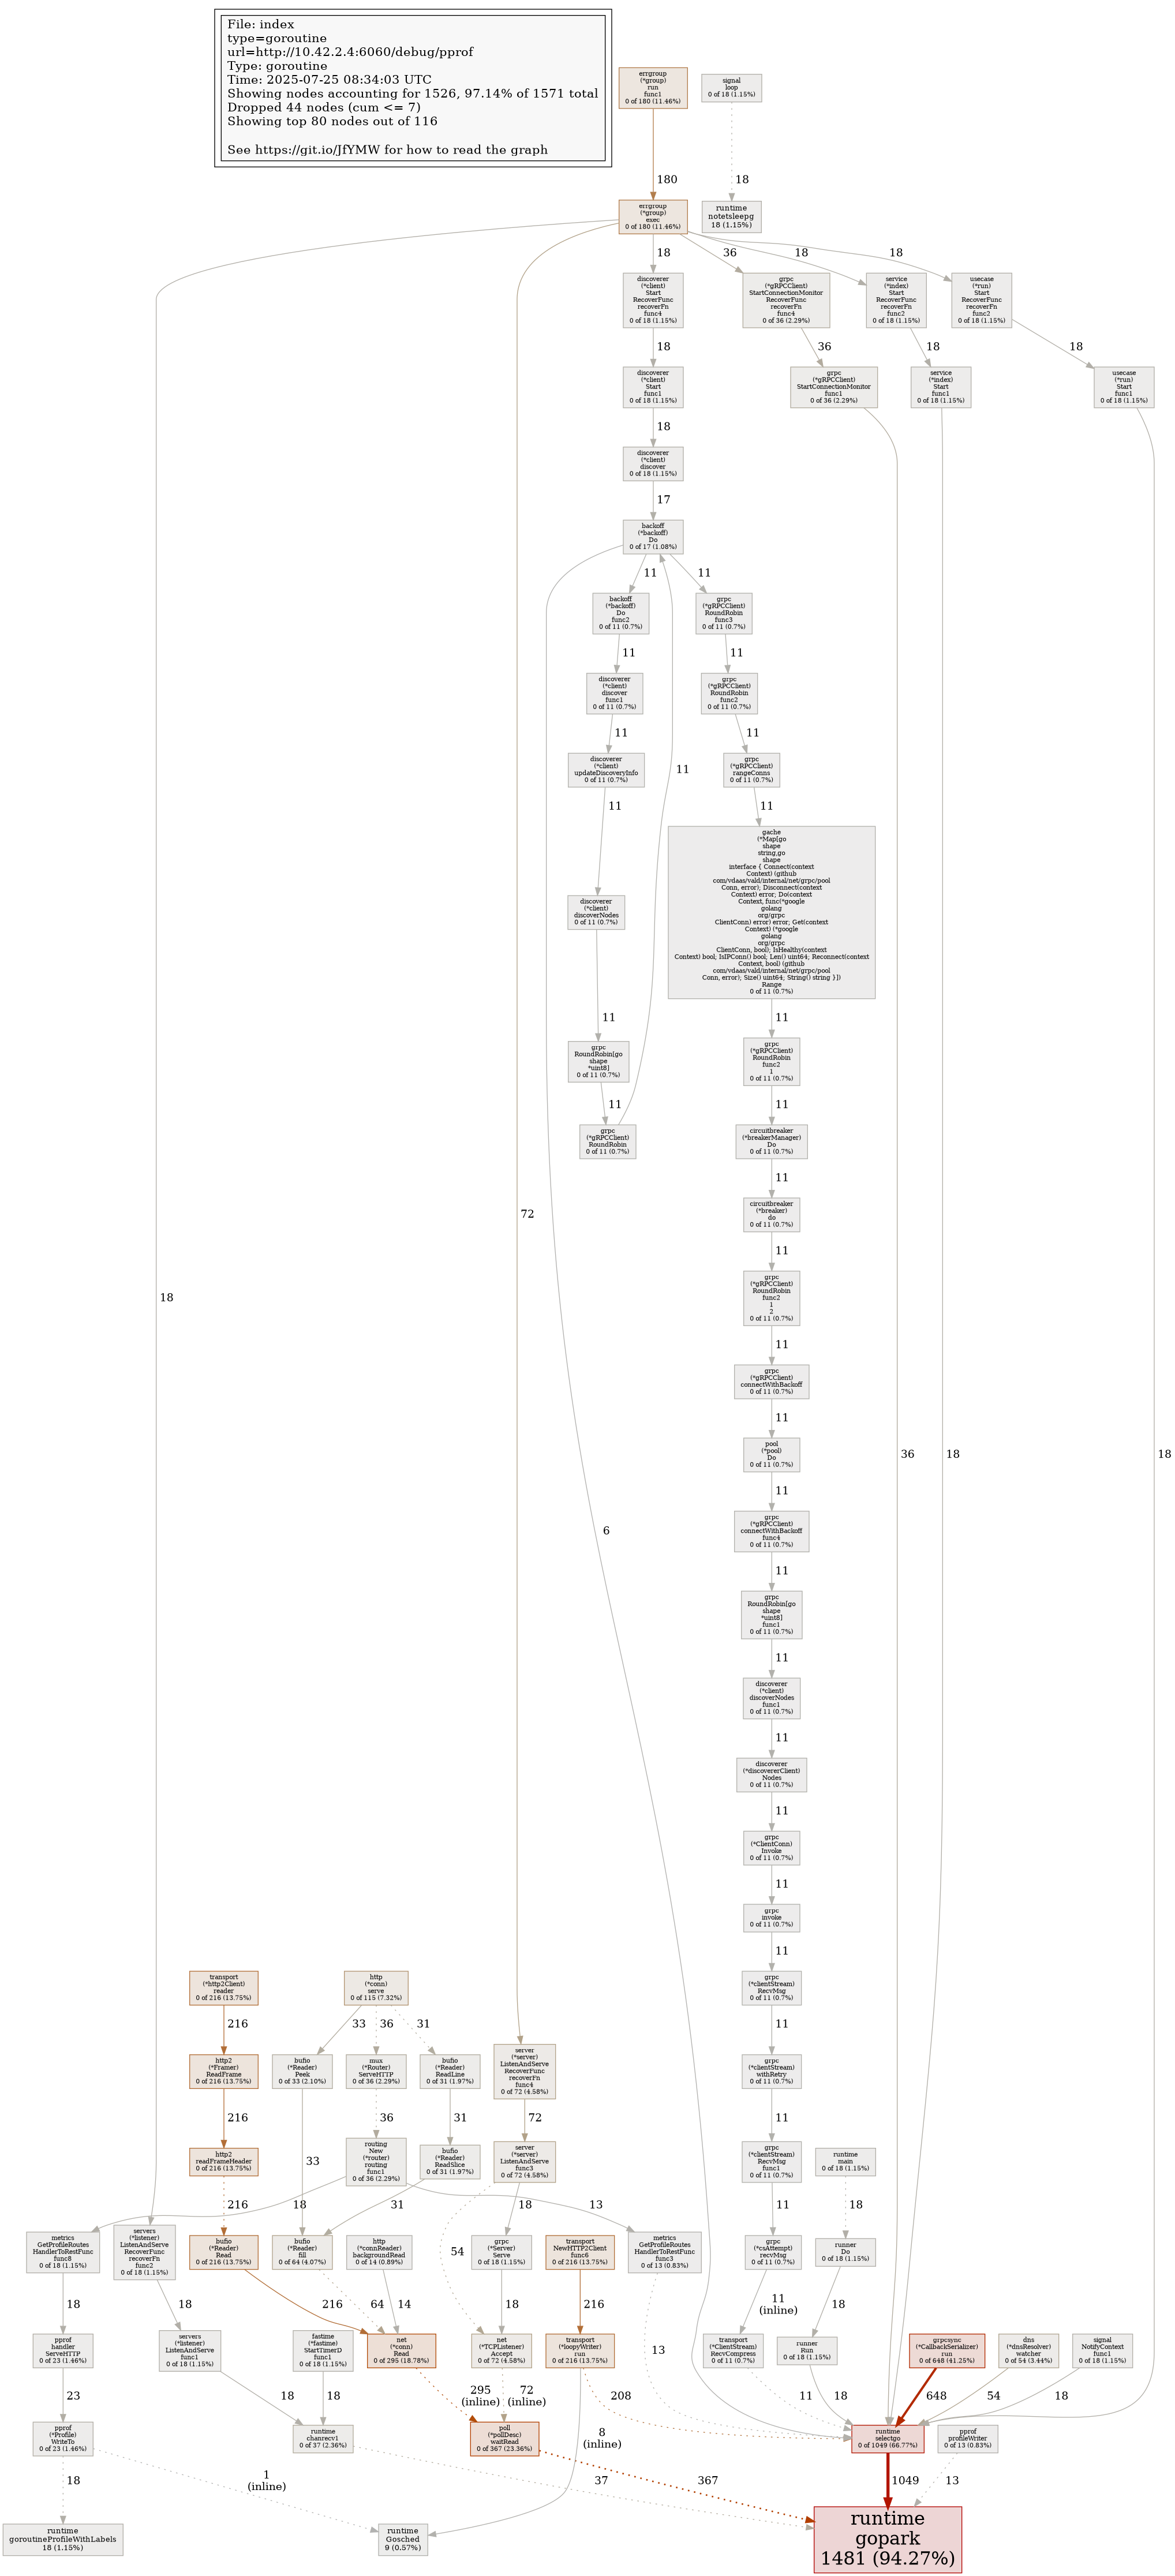 File: index
type=goroutine
url=http://10.42.2.4:6060/debug/pprof
Type: goroutine
Time: 2025-07-25 08:34:03 UTC
Showing nodes accounting for 1526, 97.14% of 1571 total
Dropped 44 nodes (cum <= 7)
Showing top 80 nodes out of 116
See https://git.io/JfYMW for how to read the graph
errgroup
(*group)
run
func1
0 of 180 (11.46%)
signal
loop
0 of 18 (1.15%)
180
18
errgroup
(*group)
exec
0 of 180 (11.46%)
runtime
notetsleepg
18 (1.15%)
18
36
18
18
discoverer
(*client)
Start
RecoverFunc
recoverFn
func4
0 of 18 (1.15%)
grpc
(*gRPCClient)
StartConnectionMonitor
RecoverFunc
recoverFn
func4
0 of 36 (2.29%)
service
(*index)
Start
RecoverFunc
recoverFn
func2
0 of 18 (1.15%)
usecase
(*run)
Start
RecoverFunc
recoverFn
func2
0 of 18 (1.15%)
18
36
18
18
discoverer
(*client)
Start
func1
0 of 18 (1.15%)
grpc
(*gRPCClient)
StartConnectionMonitor
func1
0 of 36 (2.29%)
service
(*index)
Start
func1
0 of 18 (1.15%)
usecase
(*run)
Start
func1
0 of 18 (1.15%)
18
discoverer
(*client)
discover
0 of 18 (1.15%)
17
backoff
(*backoff)
Do
0 of 17 (1.08%)
11
11
backoff
(*backoff)
Do
func2
0 of 11 (0.7%)
grpc
(*gRPCClient)
RoundRobin
func3
0 of 11 (0.7%)
11
11
discoverer
(*client)
discover
func1
0 of 11 (0.7%)
grpc
(*gRPCClient)
RoundRobin
func2
0 of 11 (0.7%)
11
11
discoverer
(*client)
updateDiscoveryInfo
0 of 11 (0.7%)
11
grpc
(*gRPCClient)
rangeConns
0 of 11 (0.7%)
11
11
gache
(*Map[go
shape
string,go
shape
interface { Connect(context
Context) (github
com/vdaas/vald/internal/net/grpc/pool
Conn, error); Disconnect(context
Context) error; Do(context
Context, func(*google
golang
org/grpc
ClientConn) error) error; Get(context
Context) (*google
golang
org/grpc
ClientConn, bool); IsHealthy(context
Context) bool; IsIPConn() bool; Len() uint64; Reconnect(context
Context, bool) (github
com/vdaas/vald/internal/net/grpc/pool
Conn, error); Size() uint64; String() string }])
Range
0 of 11 (0.7%)
discoverer
(*client)
discoverNodes
0 of 11 (0.7%)
11
11
grpc
RoundRobin[go
shape
*uint8]
0 of 11 (0.7%)
grpc
(*gRPCClient)
RoundRobin
func2
1
0 of 11 (0.7%)
11
11
grpc
(*gRPCClient)
RoundRobin
0 of 11 (0.7%)
circuitbreaker
(*breakerManager)
Do
0 of 11 (0.7%)
11
circuitbreaker
(*breaker)
do
0 of 11 (0.7%)
72
11
18
grpc
(*gRPCClient)
RoundRobin
func2
1
2
0 of 11 (0.7%)
11
grpc
(*gRPCClient)
connectWithBackoff
0 of 11 (0.7%)
11
pool
(*pool)
Do
0 of 11 (0.7%)
36
18
18
11
6
grpc
(*gRPCClient)
connectWithBackoff
func4
0 of 11 (0.7%)
11
grpc
RoundRobin[go
shape
*uint8]
func1
0 of 11 (0.7%)
11
discoverer
(*client)
discoverNodes
func1
0 of 11 (0.7%)
11
discoverer
(*discovererClient)
Nodes
0 of 11 (0.7%)
11
grpc
(*ClientConn)
Invoke
0 of 11 (0.7%)
11
grpc
invoke
0 of 11 (0.7%)
11
transport
(*http2Client)
reader
0 of 216 (13.75%)
http
(*conn)
serve
0 of 115 (7.32%)
grpc
(*clientStream)
RecvMsg
0 of 11 (0.7%)
216
33
36
31
11
http2
(*Framer)
ReadFrame
0 of 216 (13.75%)
bufio
(*Reader)
Peek
0 of 33 (2.10%)
mux
(*Router)
ServeHTTP
0 of 36 (2.29%)
bufio
(*Reader)
ReadLine
0 of 31 (1.97%)
server
(*server)
ListenAndServe
RecoverFunc
recoverFn
func4
0 of 72 (4.58%)
grpc
(*clientStream)
withRetry
0 of 11 (0.7%)
216
36
31
72
11
http2
readFrameHeader
0 of 216 (13.75%)
33
routing
New
(*router)
routing
func1
0 of 36 (2.29%)
bufio
(*Reader)
ReadSlice
0 of 31 (1.97%)
server
(*server)
ListenAndServe
func3
0 of 72 (4.58%)
grpc
(*clientStream)
RecvMsg
func1
0 of 11 (0.7%)
runtime
main
0 of 18 (1.15%)
216
18
31
18
13
11
18
metrics
GetProfileRoutes
HandlerToRestFunc
func8
0 of 18 (1.15%)
servers
(*listener)
ListenAndServe
RecoverFunc
recoverFn
func2
0 of 18 (1.15%)
bufio
(*Reader)
Read
0 of 216 (13.75%)
bufio
(*Reader)
fill
0 of 64 (4.07%)
http
(*connReader)
backgroundRead
0 of 14 (0.89%)
54
grpc
(*Server)
Serve
0 of 18 (1.15%)
transport
NewHTTP2Client
func6
0 of 216 (13.75%)
metrics
GetProfileRoutes
HandlerToRestFunc
func3
0 of 13 (0.83%)
grpc
(*csAttempt)
recvMsg
0 of 11 (0.7%)
runner
Do
0 of 18 (1.15%)
18
18
216
64
14
18
216
11
(inline)
18
pprof
handler
ServeHTTP
0 of 23 (1.46%)
servers
(*listener)
ListenAndServe
func1
0 of 18 (1.15%)
fastime
(*fastime)
StartTimerD
func1
0 of 18 (1.15%)
net
(*conn)
Read
0 of 295 (18.78%)
net
(*TCPListener)
Accept
0 of 72 (4.58%)
transport
(*loopyWriter)
run
0 of 216 (13.75%)
13
transport
(*ClientStream)
RecvCompress
0 of 11 (0.7%)
runner
Run
0 of 18 (1.15%)
grpcsync
(*CallbackSerializer)
run
0 of 648 (41.25%)
dns
(*dnsResolver)
watcher
0 of 54 (3.44%)
signal
NotifyContext
func1
0 of 18 (1.15%)
23
18
18
295
(inline)
72
(inline)
208
11
18
648
54
18
pprof
(*Profile)
WriteTo
0 of 23 (1.46%)
runtime
chanrecv1
0 of 37 (2.36%)
poll
(*pollDesc)
waitRead
0 of 367 (23.36%)
8
(inline)
runtime
selectgo
0 of 1049 (66.77%)
pprof
profileWriter
0 of 13 (0.83%)
18
1
(inline)
37
367
1049
13
runtime
goroutineProfileWithLabels
18 (1.15%)
runtime
Gosched
9 (0.57%)
runtime
gopark
1481 (94.27%)